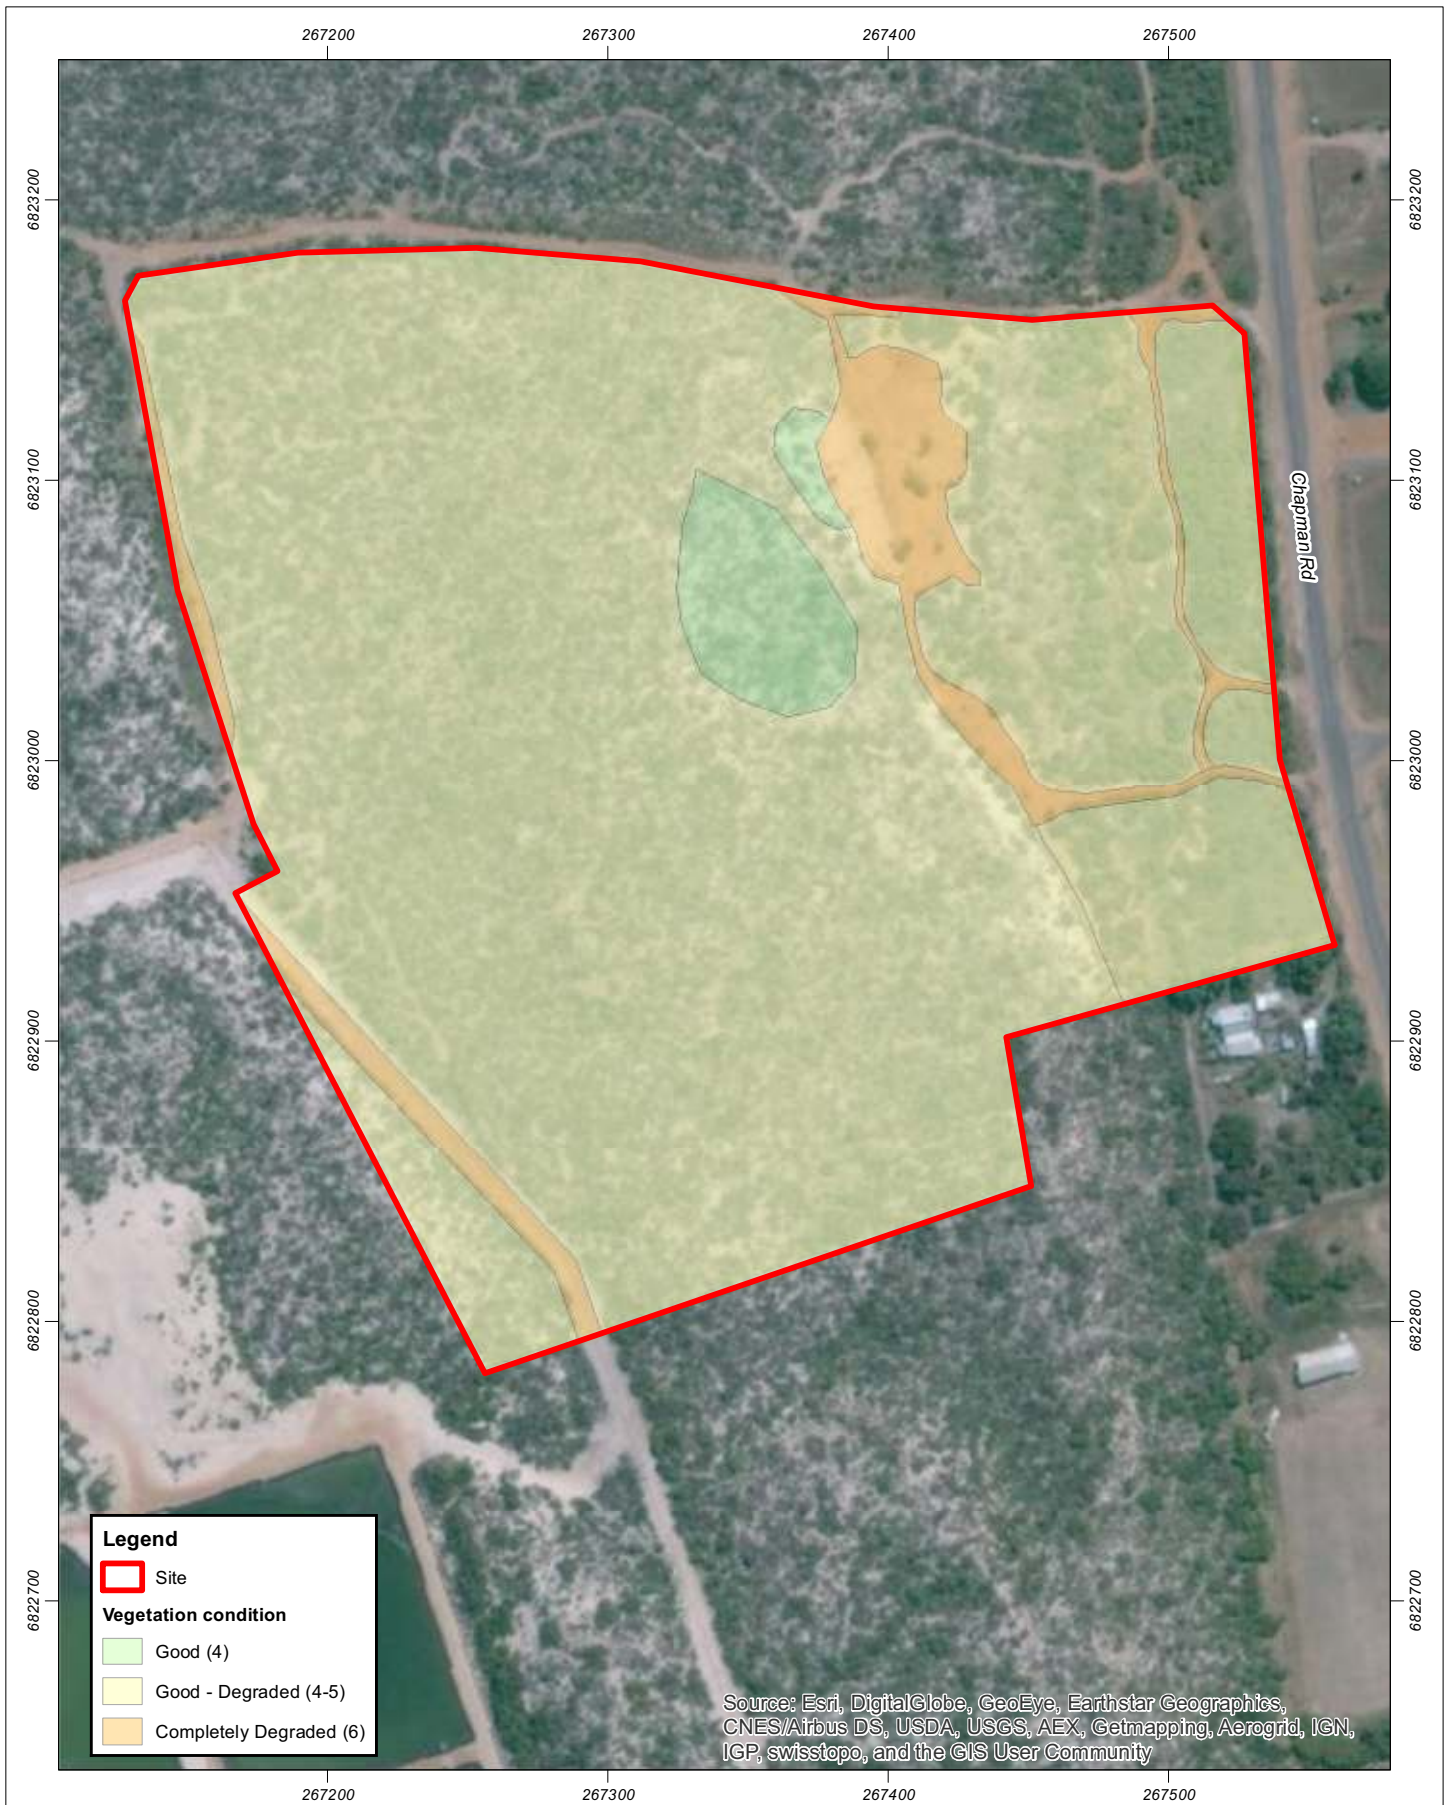 267200 267300 267400 267500
6823200 6823200
6823100 6823100
Chapman Rd
6823000 6823000
6822900 6822900
6822800 6822800
6822700 6822700
Legend
Site
Vegetation condition
Good (4)
Good - Degraded (4-5)
Completely Degraded (6)
Source: Esri, DigitalGlobe, GeoEye, Earthstar Geographics,
CNES/Airbus DS, USDA, USGS, AEX, Getmapping, Aerogrid, IGN,
IGP, swisstopo, and the GIS User Community
267200 267300 267400 267500